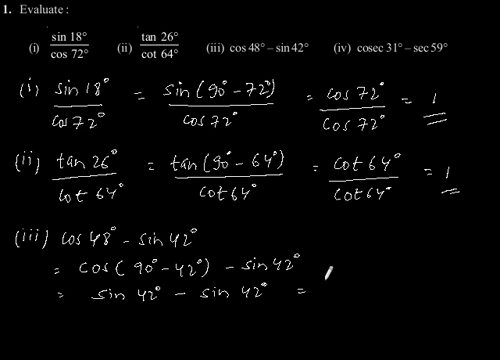 1. Evaluate :
(i) sin 18° / cos 72° (ii) tan 26° / cot 64° (iii) cos 48° – sin 42° (iv) cosec 31° – sec 59°
(i) sin 18° / cos 72° = sin(90° - 72°) / cos 72° = cos 72° / cos 72° = 1
(ii) tan 26° / cot 64° = tan(90° - 64°) / cot 64° = cot 64° / cot 64° = 1
(iii) cos 48° - sin 42°
= cos(90° - 42°) - sin 42°
= sin 42° - sin 42° =